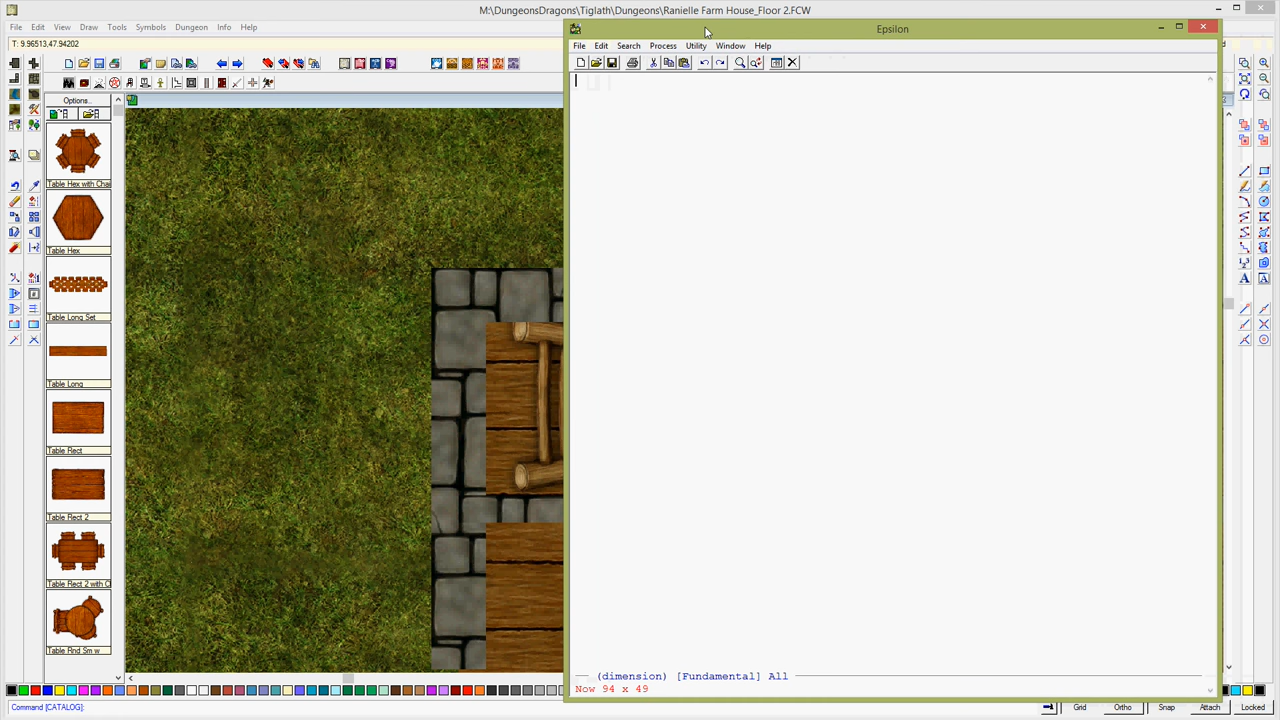 M:\DungeonsDragons\Tiglath\Dungeons\Ranielle Farm House_Floor 2.FCW
File Edit View Draw Tools Symbols Dungeon Info Help
T: 9.96513,47.94202
Options...
Table Hex with Chai
Table Hex
Table Long Set
Table Long
Table Rect
Table Rect 2
Table Rect 2 with Cl
Table Rnd Sm w
Epsilon
File Edit Search Process Utility Window Help
(dimension) [Fundamental] All
Now 94 x 49
Command [CATALOG]:
Grid Ortho Snap Attach Locked